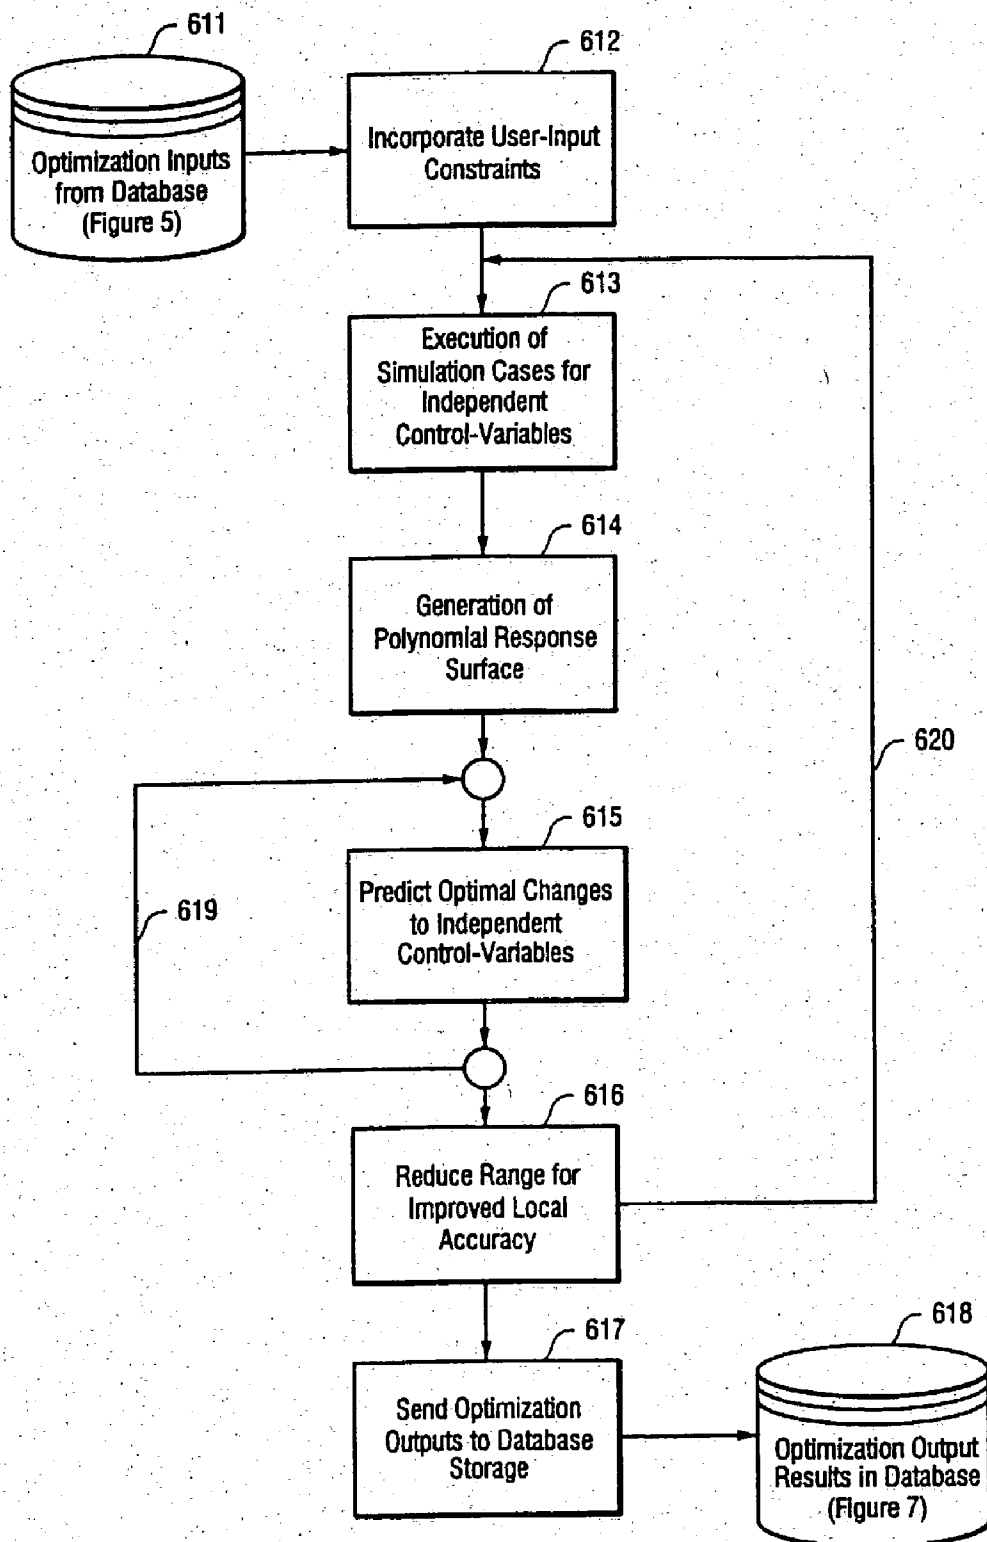 611
612
Optimization Inputs
from Database
(Figure 5)
Incorporate User-Input
Constraints
613
Execution of
Simulation Cases for
Independent
Control-Variables
614
Generation of
Polynomial Response
Surface
620
615
Predict Optimal Changes
to Independent
Control-Variables
619
616
Reduce Range for
Improved Local
Accuracy
617
618
Send Optimization
Outputs to Database
Storage
Optimization Output
Results in Database
(Figure 7)